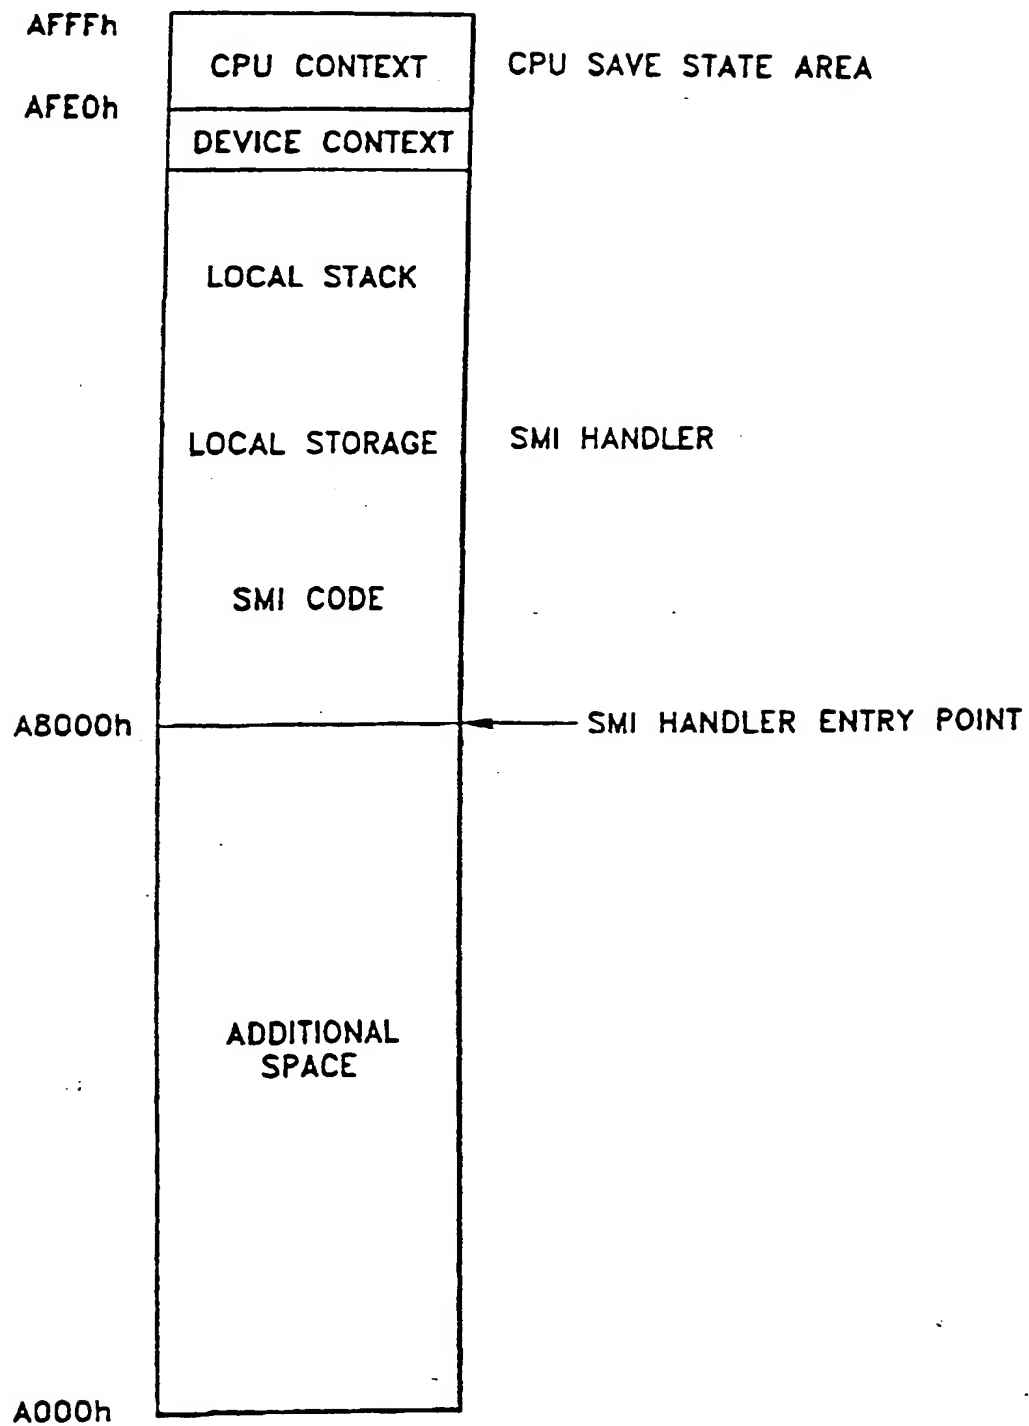 AFFFh
CPU CONTEXT
CPU SAVE STATE AREA
AFE0h
DEVICE CONTEXT
LOCAL STACK
LOCAL STORAGE
SMI HANDLER
SMI CODE
A8000h
SMI HANDLER ENTRY POINT
ADDITIONAL
SPACE
A000h